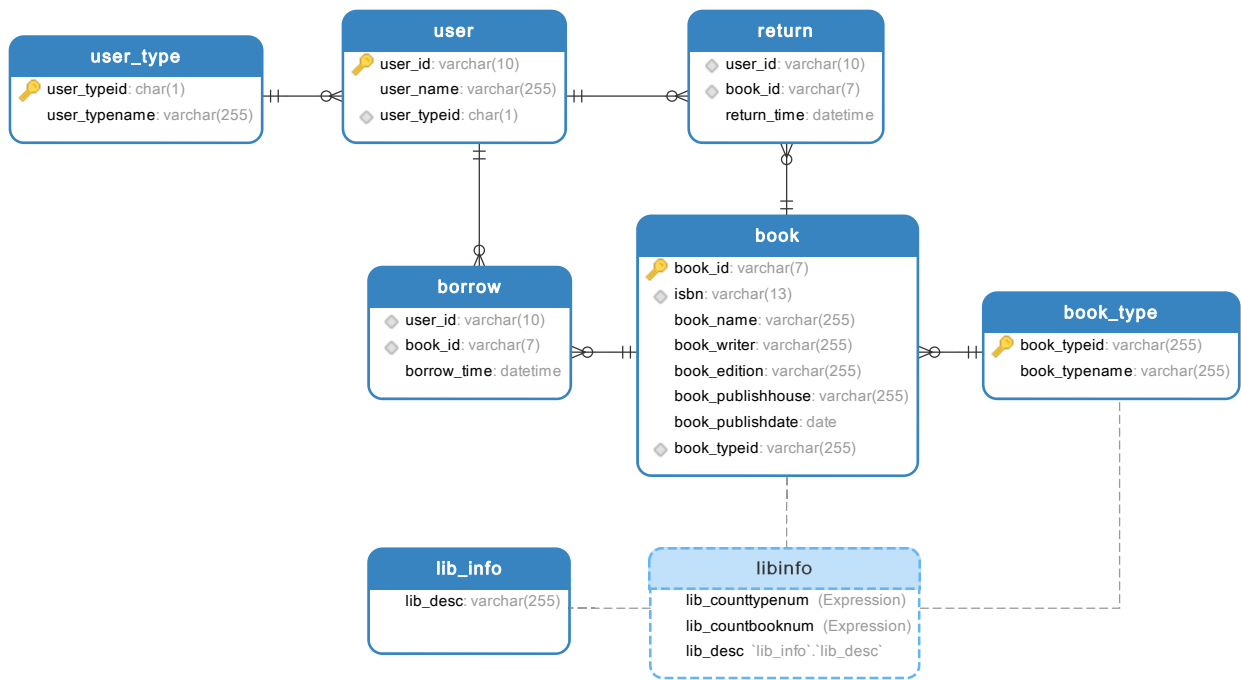 user_type
user_typeid: char(1)
user_typename: varchar(255)
user
user_id: varchar(10)
user_name: varchar(255)
user_typeid: char(1)
return
user_id: varchar(10)
book_id: varchar(7)
return_time: datetime
borrow
user_id: varchar(10)
book_id: varchar(7)
borrow_time: datetime
book
book_id: varchar(7)
isbn: varchar(13)
book_name: varchar(255)
book_writer: varchar(255)
book_edition: varchar(255)
book_publishhouse: varchar(255)
book_publishdate: date
book_typeid: varchar(255)
book_type
book_typeid: varchar(255)
book_typename: varchar(255)
lib_info
lib_desc: varchar(255)
libinfo
lib_counttypenum (Expression)
lib_countbooknum (Expression)
lib_desc `lib_info`.`lib_desc`